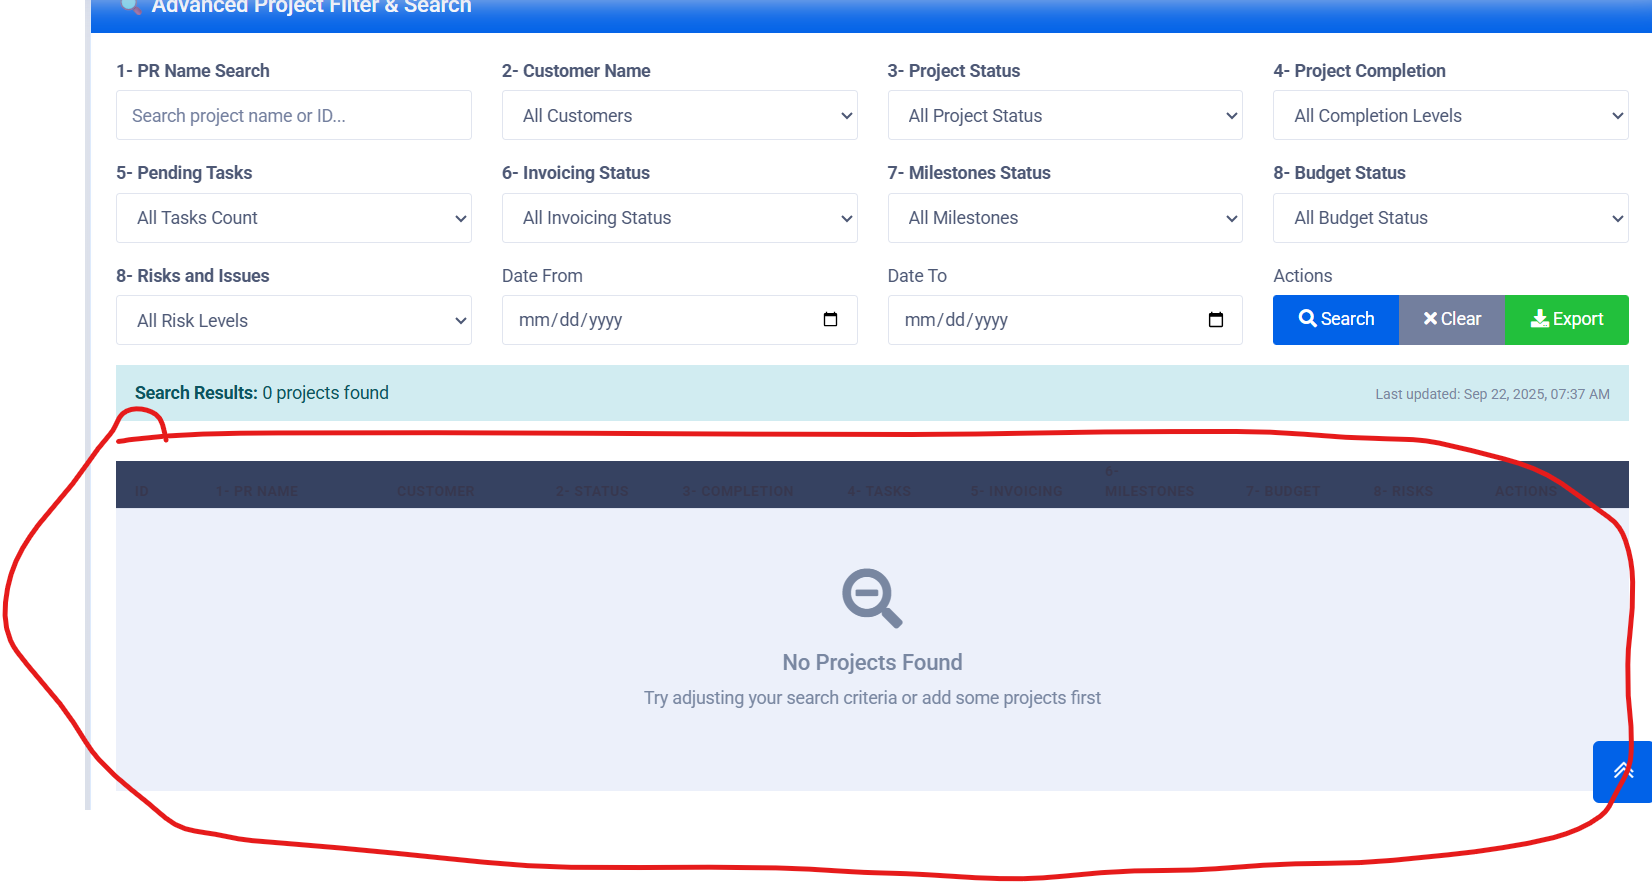 Advanced Project Filter & Search
1- PR Name Search
2- Customer Name
3- Project Status
4- Project Completion
Search project name or ID...
All Customers
All Project Status
All Completion Levels
5- Pending Tasks
6- Invoicing Status
7- Milestones Status
8- Budget Status
All Tasks Count
All Invoicing Status
All Milestones
All Budget Status
8- Risks and Issues
Date From
Date To
Actions
All Risk Levels
mm/dd/yyyy
mm/dd/yyyy
Search
Clear
Export
Search Results: 0 projects found
Last updated: Sep 22, 2025, 07:37 AM
ID
1- PR NAME
CUSTOMER
2- STATUS
3- COMPLETION
4- TASKS
5- INVOICING
6-
MILESTONES
7- BUDGET
8- RISKS
ACTIONS
No Projects Found
Try adjusting your search criteria or add some projects first